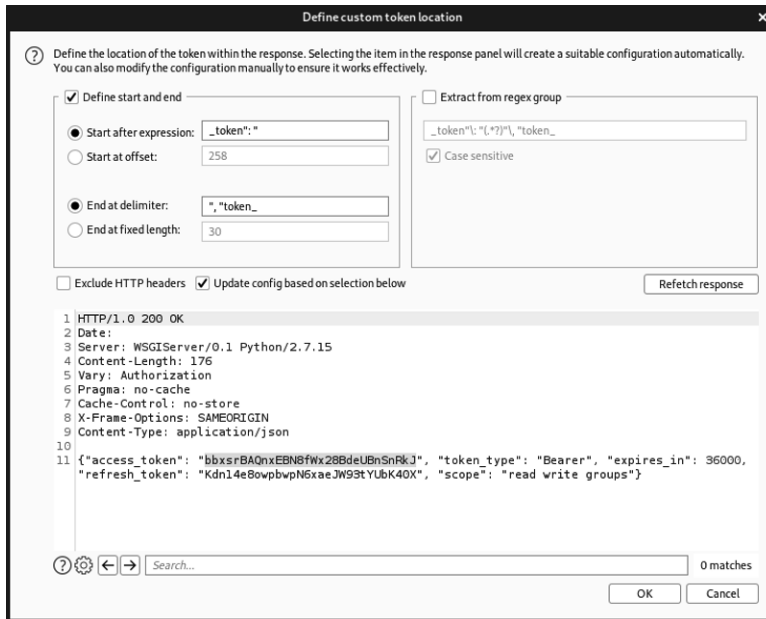 Define custom token location
Define the location of the token within the response. Selecting the item in the response panel will create a suitable configuration automatically.
You can also modify the configuration manually to ensure it works effectively.
Define start and end
Start after expression: _token": "
Start at offset: 258
End at delimiter: ", "token_
End at fixed length: 30
Extract from regex group
_token"\: "(.*?)"\, "token_
Case sensitive
Exclude HTTP headers Update config based on selection below Refetch response
1 HTTP/1.0 200 OK
2 Date:
3 Server: WSGIServer/0.1 Python/2.7.15
4 Content-Length: 176
5 Vary: Authorization
6 Pragma: no-cache
7 Cache-Control: no-store
8 X-Frame-Options: SAMEORIGIN
9 Content-Type: application/json
10
11 {"access_token": "bbxsrBAQnxEBN8fWx28BdeUBnSnRkJ", "token_type": "Bearer", "expires_in": 36000,
"refresh_token": "Kdn14e8owpbwpN6xaeJW93tYUbK4OX", "scope": "read write groups"}
Search... 0 matches
OK Cancel